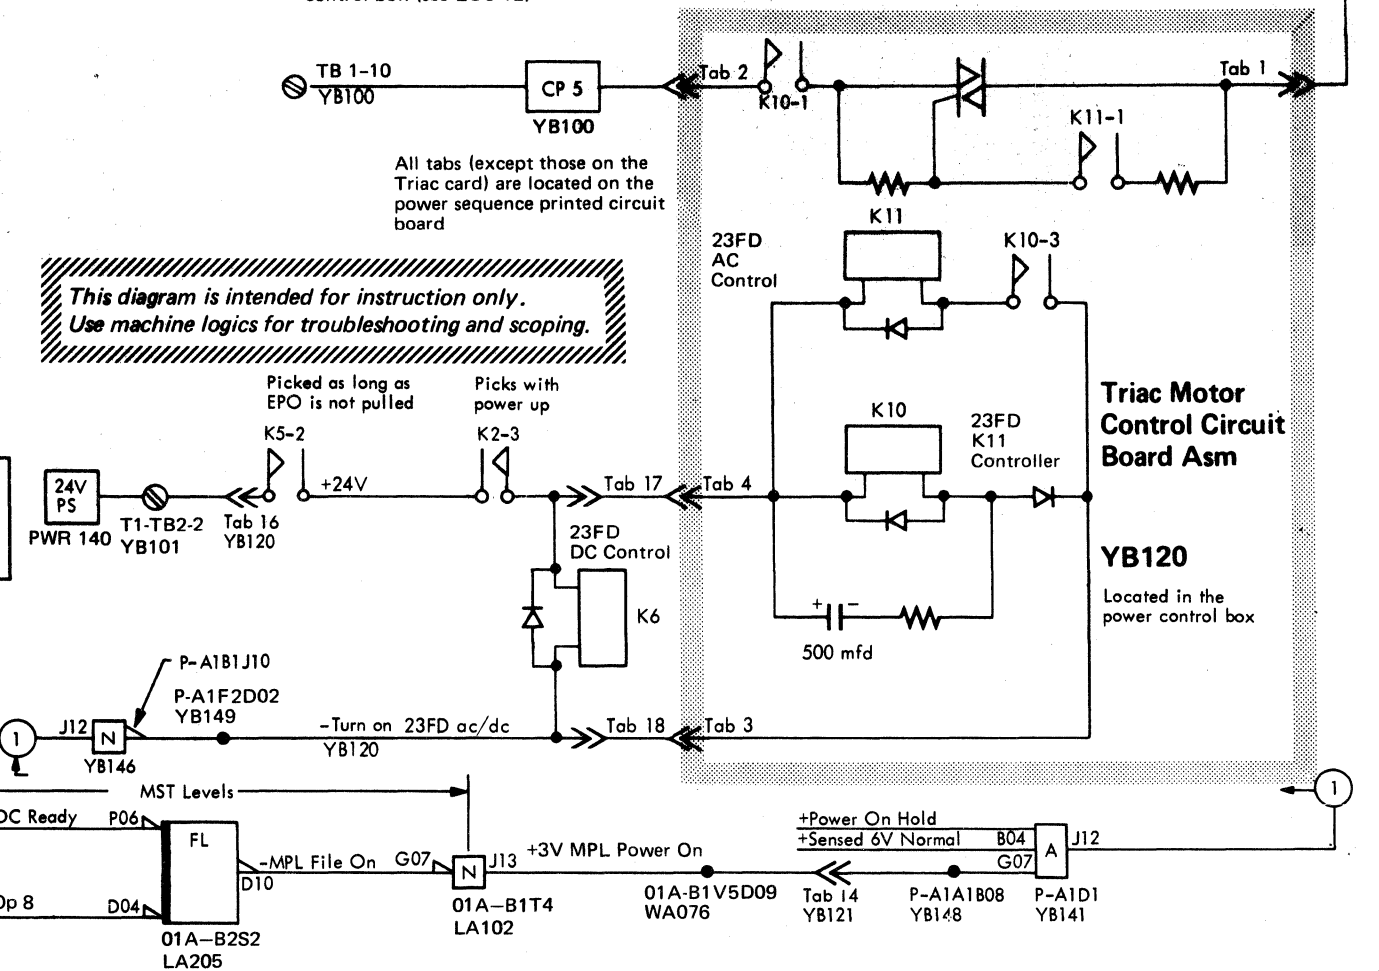 TB 1-10
YB100
CP 5
YB100
Tab 2
K10-1
Tab 1
K11-1
All tabs (except those on the
Triac card) are located on the
power sequence printed circuit
board
23FD
AC
Control
K11
K10-3
This diagram is intended for instruction only.
Use machine logics for troubleshooting and scoping.
Picked as long as
EPO is not pulled
Picks with
power up
K5-2
K2-3
24V
PS
PWR 140
T1-TB2-2
YB101
Tab 16
YB120
+24V
Tab 17
Tab 4
K10
23FD
K11
Controller
Triac Motor
Control Circuit
Board Asm
23FD
DC Control
K6
YB120
Located in the
power control box
+ -
500 mfd
P-A1B1J10
P-A1F2D02
YB149
1
J12
N
YB146
-Turn on 23FD ac/dc
YB120
Tab 18
Tab 3
MST Levels
DC Ready
P06
FL
-MPL File On
D10
G07
N
J13
+3V MPL Power On
Op 8
D04
01A-B2S2
LA205
01A-B1T4
LA102
01A-B1V5D09
WA076
Tab 14
YB121
P-A1A1B08
YB148
+Power On Hold
+Sensed 6V Normal
B04
G07
A
J12
P-A1D1
YB141
1